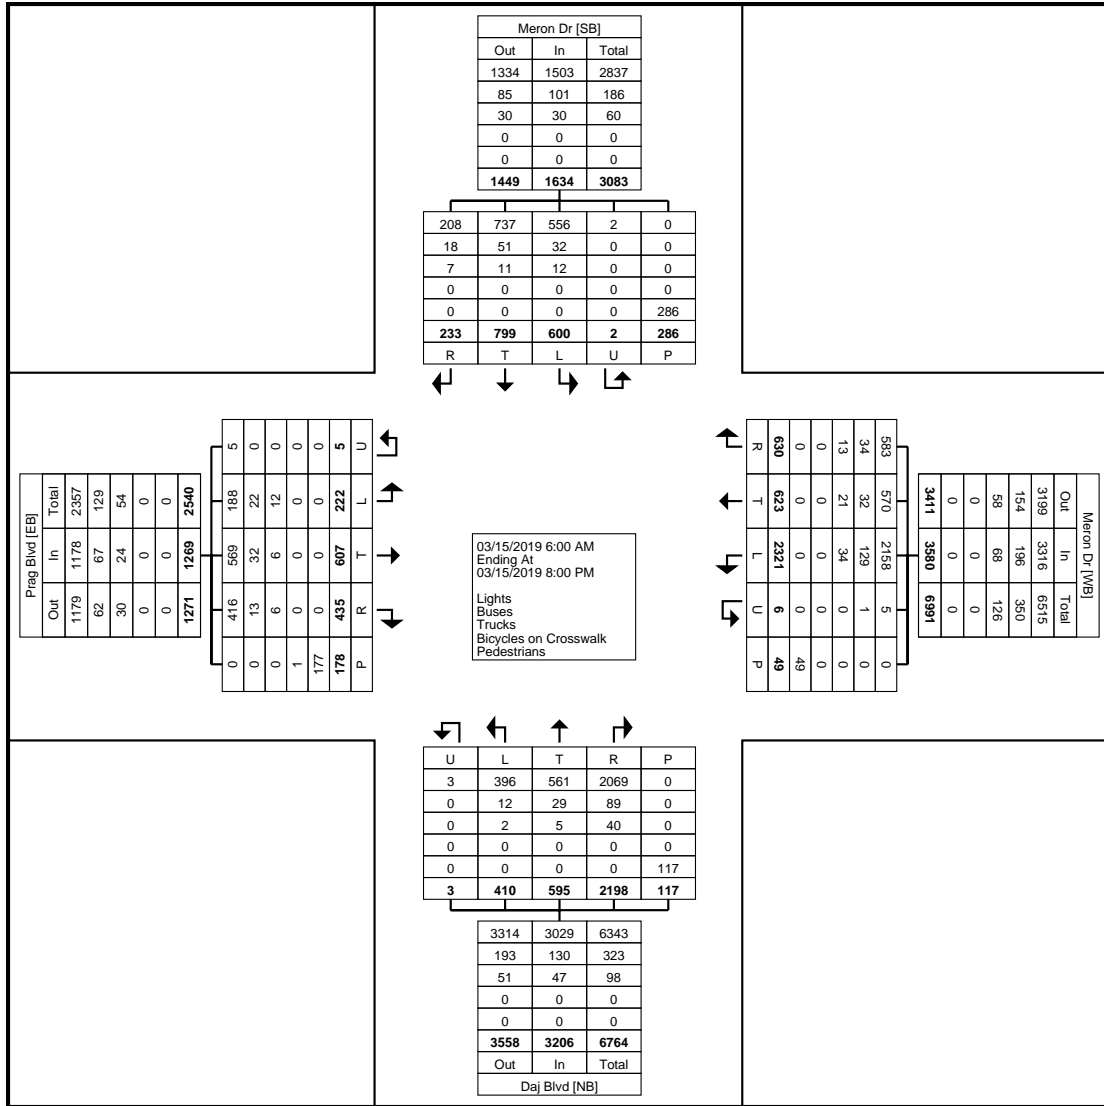 Meron Dr [SB]
Out In Total
1334 1503 2837
85 101 186
30 30 60
0 0 0
0 0 0
1449 1634 3083
208 737 556 2 0
18 51 32 0 0
7 11 12 0 0
0 0 0 0 0
0 0 0 0 286
233 799 600 2 286
R T L U P
Prag Blvd [EB]
Total 2357 129 54 0 0 2540
In 1178 67 24 0 0 1269
Out 1179 62 30 0 0 1271
5 0 0 0 0 5 U
188 22 12 0 0 222 L
569 32 6 0 0 607 T
416 13 6 0 0 435 R
0 0 0 1 177 178 P
03/15/2019 6:00 AM
Ending At
03/15/2019 8:00 PM
Lights
Buses
Trucks
Bicycles on Crosswalk
Pedestrians
R 630 0 0 13 34 583
T 623 0 0 21 32 570
L 2321 0 0 34 129 2158
U 6 0 0 0 1 5
P 49 49 0 0 0 0
Meron Dr [WB]
3411 0 0 58 154 3199 Out
3580 0 0 68 196 3316 In
6991 0 0 126 350 6515 Total
U L T R P
3 396 561 2069 0
0 12 29 89 0
0 2 5 40 0
0 0 0 0 0
0 0 0 0 117
3 410 595 2198 117
3314 3029 6343
193 130 323
51 47 98
0 0 0
0 0 0
3558 3206 6764
Out In Total
Daj Blvd [NB]